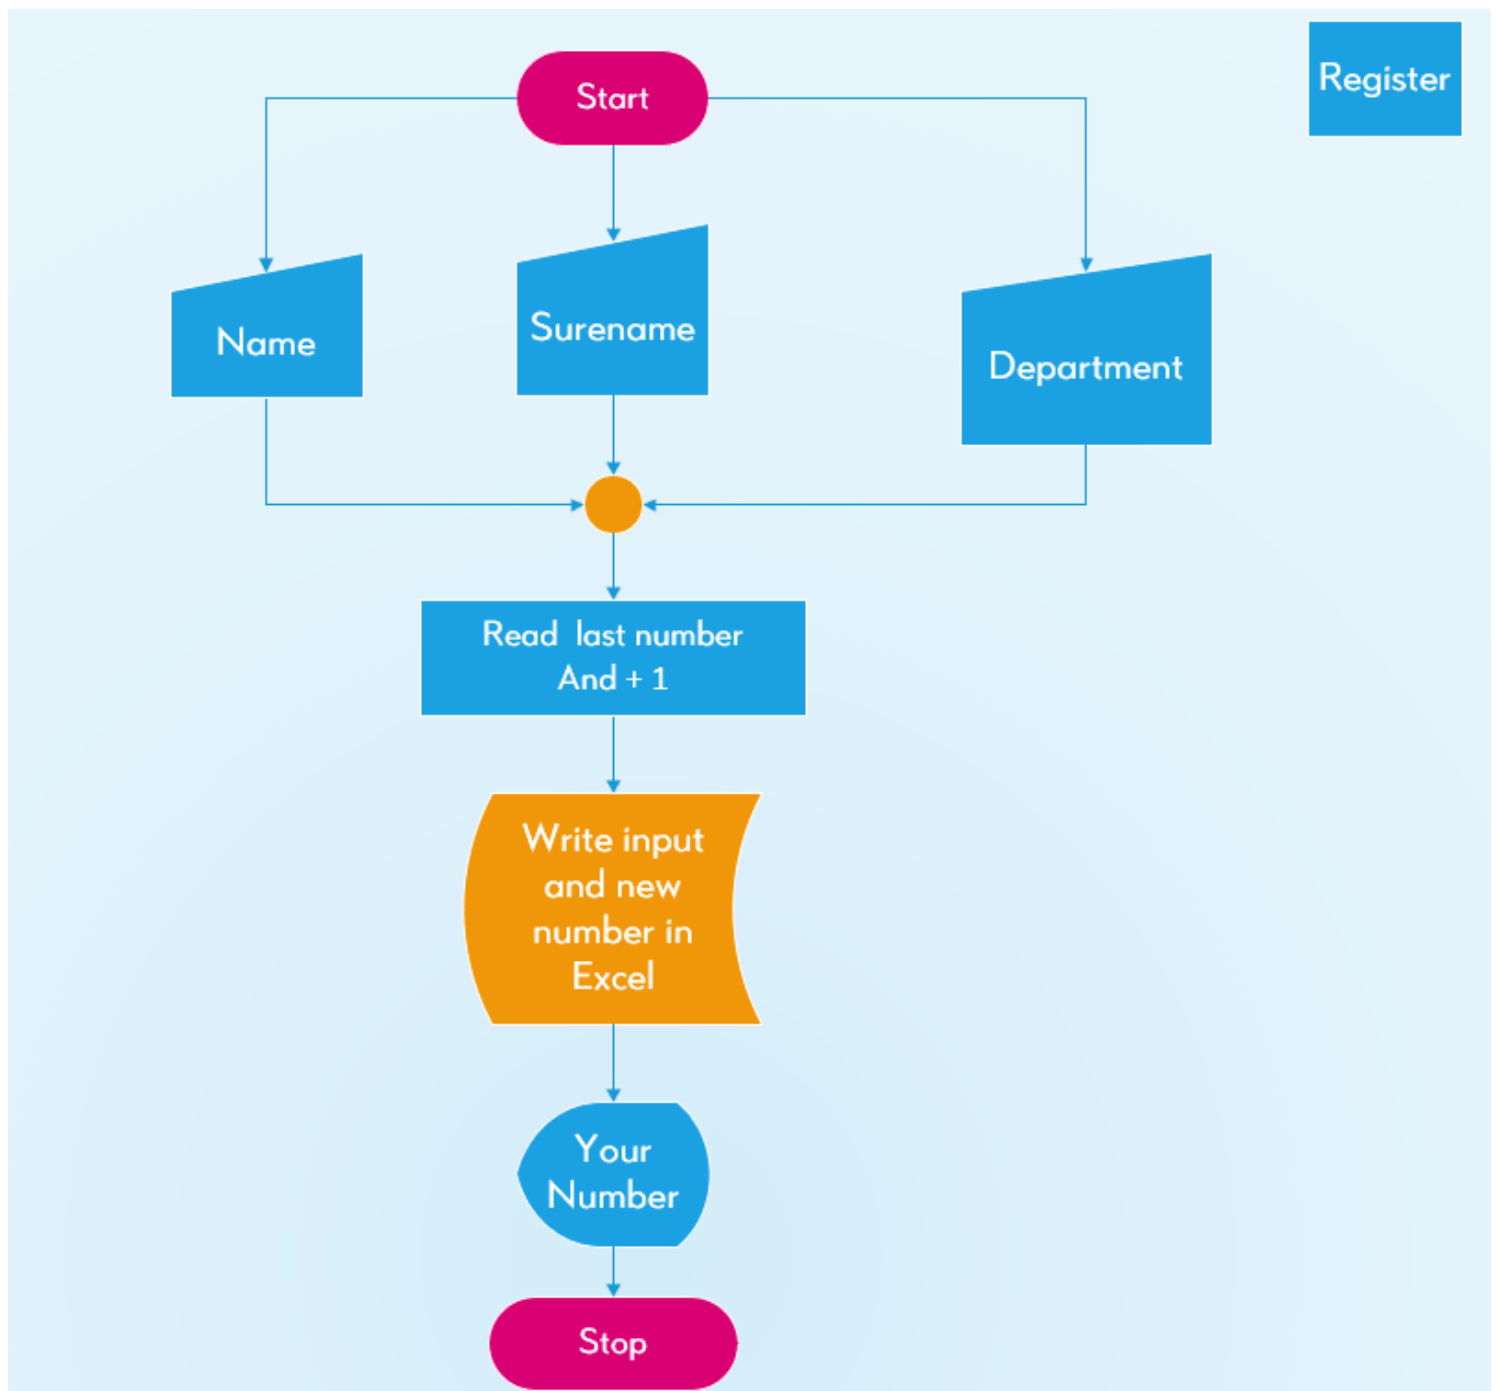 Start
Register
Name
Surename
Department
Read last number
And + 1
Write input
and new
number in
Excel
Your
Number
Stop